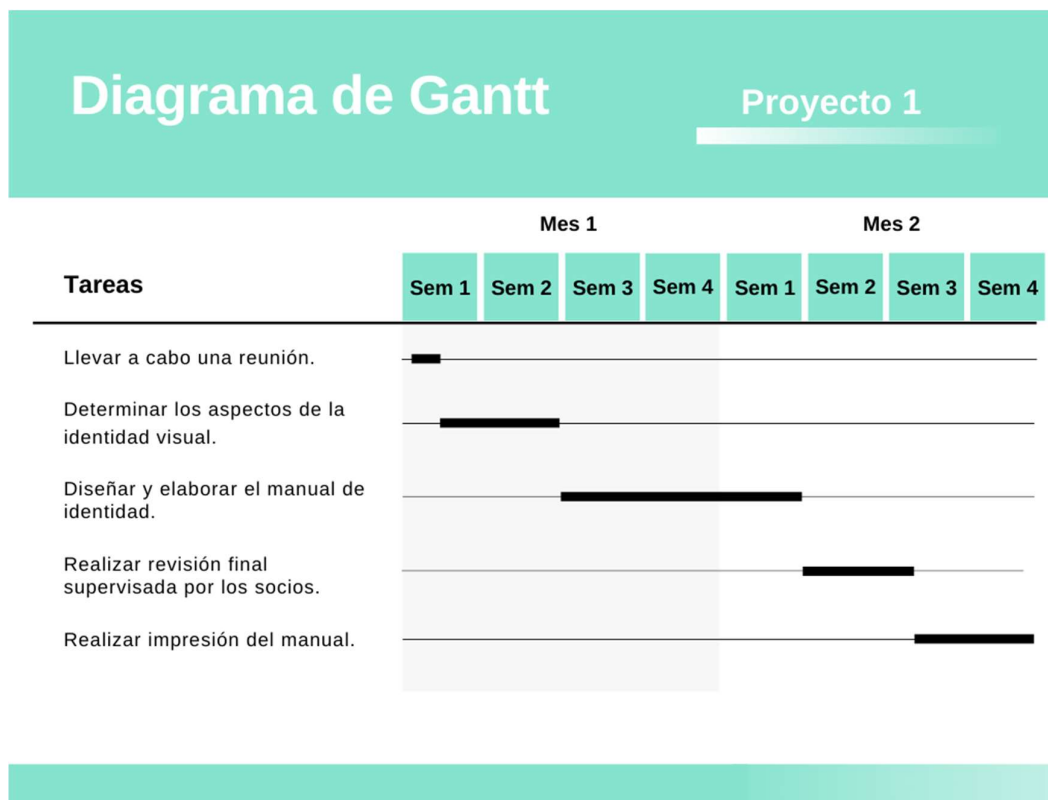 Diagrama de Gantt
Proyecto 1
Mes 1 Mes 2
Tareas Sem 1 Sem 2 Sem 3 Sem 4 Sem 1 Sem 2 Sem 3 Sem 4
Llevar a cabo una reunión.
Determinar los aspectos de la
identidad visual.
Diseñar y elaborar el manual de
identidad.
Realizar revisión final
supervisada por los socios.
Realizar impresión del manual.